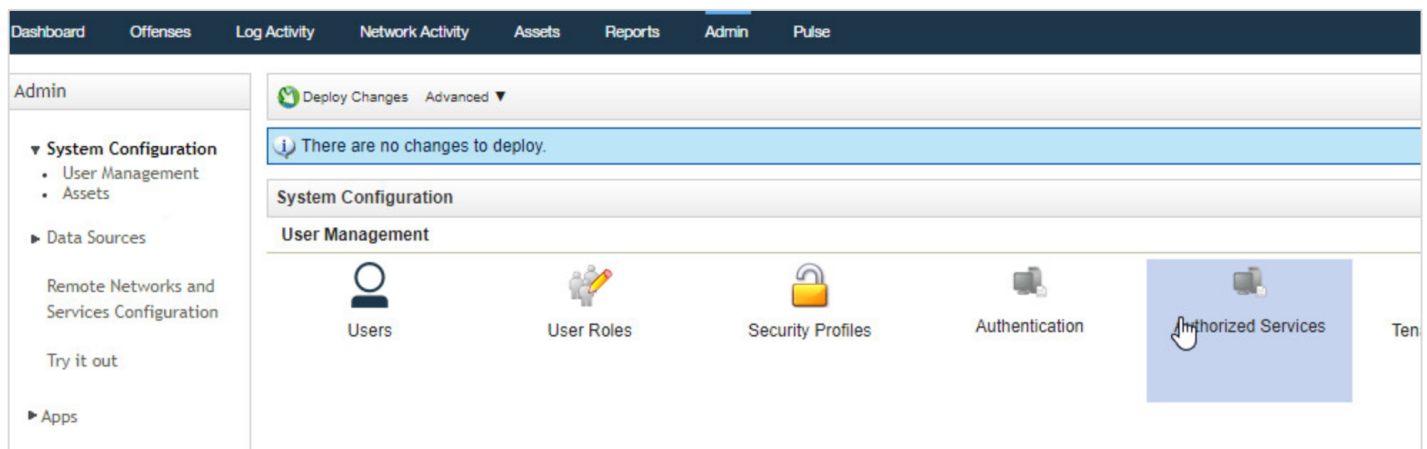 Dashboard Offenses Log Activity Network Activity Assets Reports Admin Pulse
Admin
▼ System Configuration
• User Management
• Assets
▶ Data Sources
Remote Networks and
Services Configuration
Try it out
▶ Apps
Deploy Changes Advanced ▼
There are no changes to deploy.
System Configuration
User Management
Users User Roles Security Profiles Authentication Authorized Services Ten